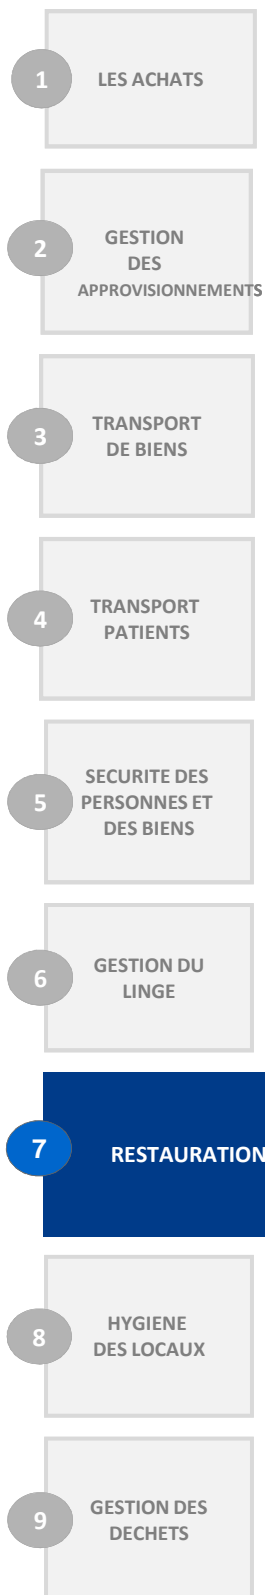 1
LES ACHATS
2
GESTION
DES
APPROVISIONNEMENTS
3
TRANSPORT
DE BIENS
4
TRANSPORT
PATIENTS
5
SECURITE DES
PERSONNES ET
DES BIENS
6
GESTION DU
LINGE
7
RESTAURATION
8
HYGIENE
DES LOCAUX
9
GESTION DES
DECHETS